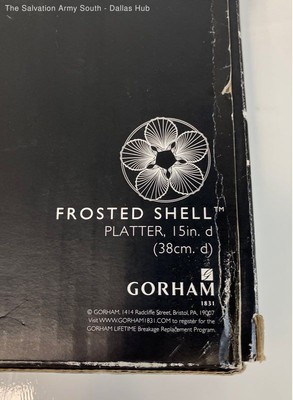 The Salvation Army South - Dallas Hub
FROSTED SHELL™
PLATTER, 15in. d
(38cm. d)
GORHAM
1831
© GORHAM, 1414 Radcliffe Street, Bristol, PA, 19007
Visit WWW.GORHAM1831.COM to register for the
GORHAM LIFETIME Breakage Replacement Program.